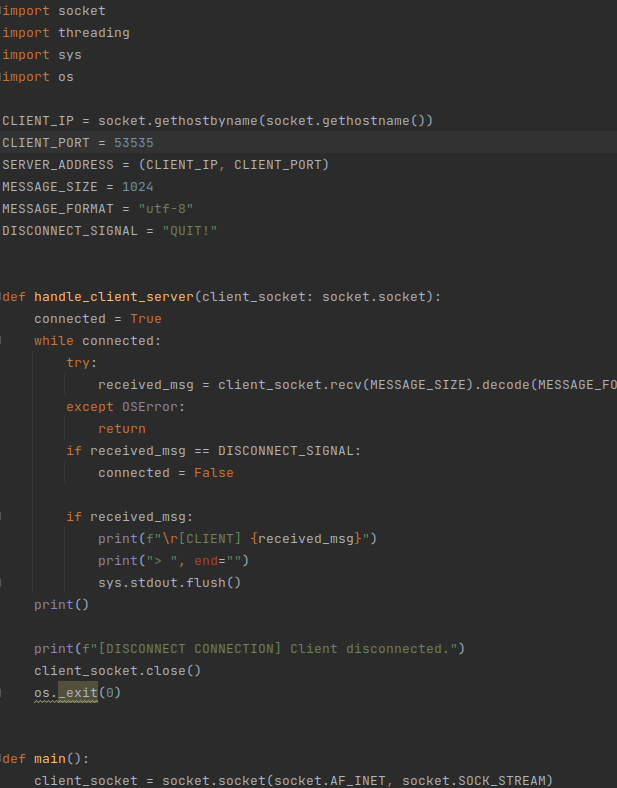 import socket
import threading
import sys
import os
CLIENT_IP = socket.gethostbyname(socket.gethostname())
CLIENT_PORT = 53535
SERVER_ADDRESS = (CLIENT_IP, CLIENT_PORT)
MESSAGE_SIZE = 1024
MESSAGE_FORMAT = "utf-8"
DISCONNECT_SIGNAL = "QUIT!"
def handle_client_server(client_socket: socket.socket):
    connected = True
    while connected:
        try:
            received_msg = client_socket.recv(MESSAGE_SIZE).decode(MESSAGE_FO
        except OSError:
            return
        if received_msg == DISCONNECT_SIGNAL:
            connected = False
        if received_msg:
            print(f"\r[CLIENT] {received_msg}")
            print("> ", end="")
            sys.stdout.flush()
    print()
    print(f"[DISCONNECT CONNECTION] Client disconnected.")
    client_socket.close()
    os._exit(0)
def main():
    client_socket = socket.socket(socket.AF_INET, socket.SOCK_STREAM)